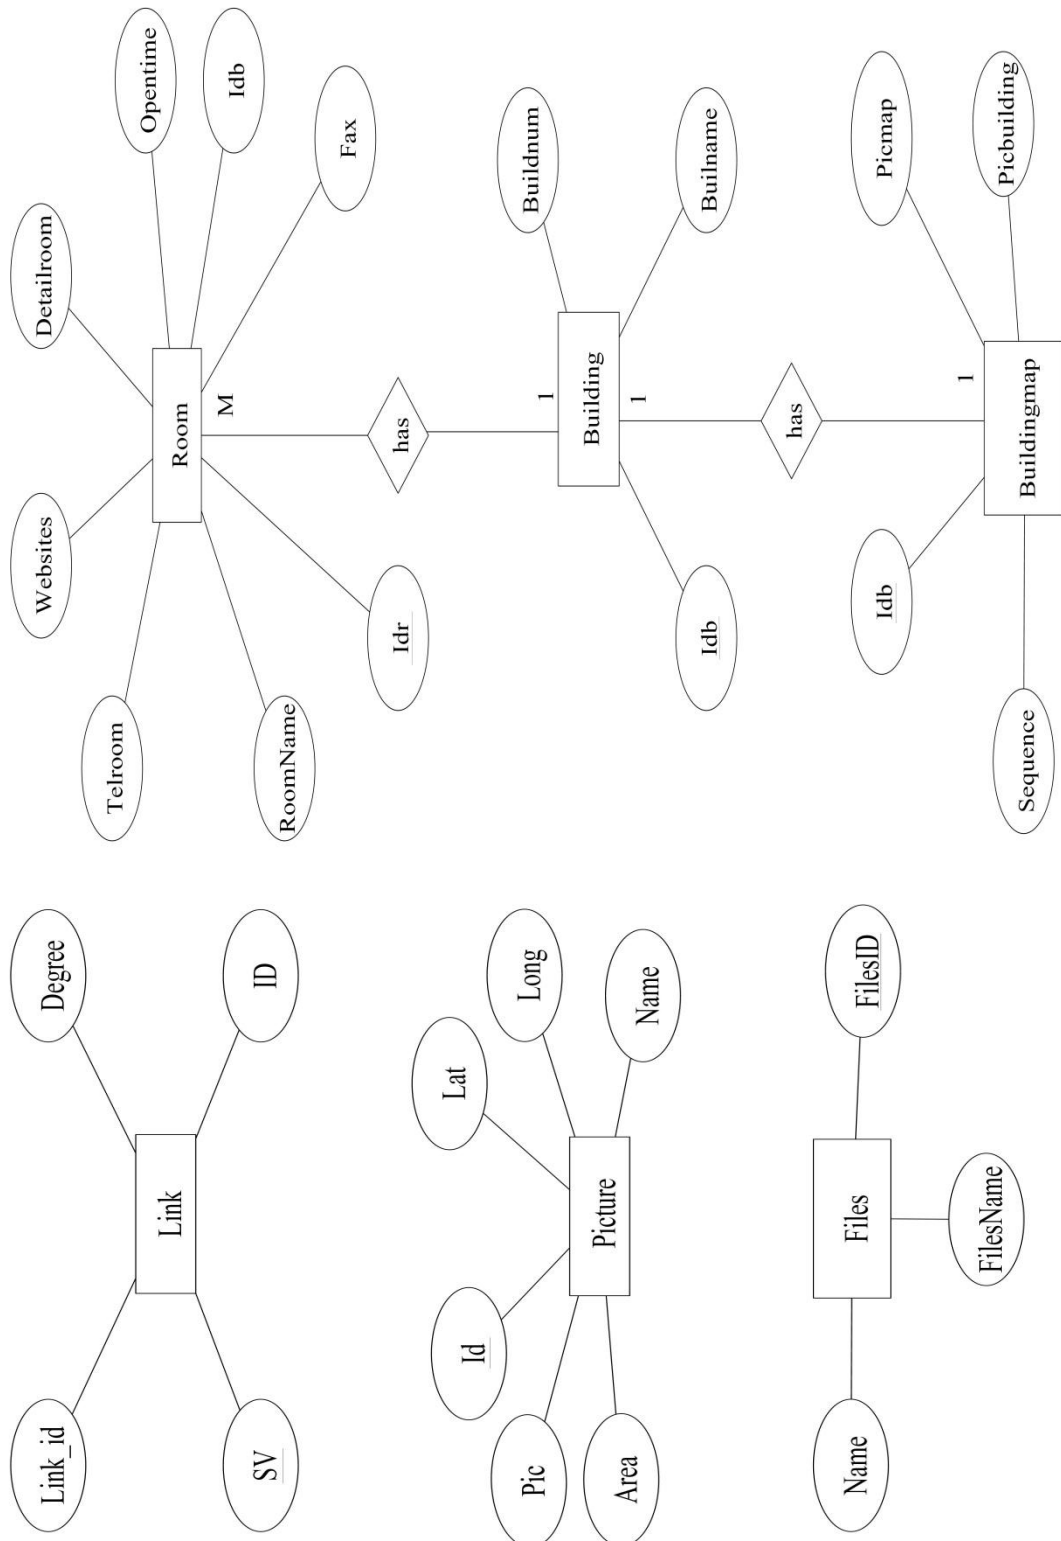 Link_id
Degree
Link
SV
ID
Id
Lat
Long
Pic
Picture
Area
Name
FilesID
Files
Name
FilesName
Telroom
Websites
Detailroom
Opentime
Room
Idb
RoomName
M
Idr
Fax
has
1
Buildnum
Building
Idb
1
Builname
has
Idb
Picmap
1
Sequence
Buildingmap
Picbuilding